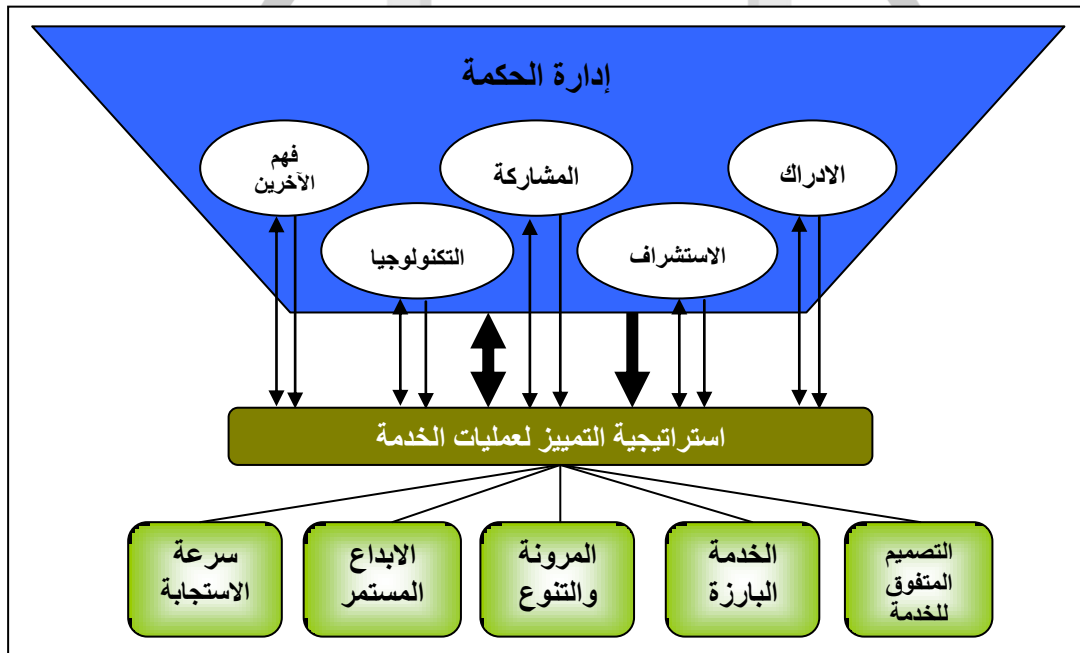 إدارة الحكمة
الادراك
المشاركة
فهم
الآخرين
الاستشراف
التكنولوجيا
استراتيجية التمييز لعمليات الخدمة
التصميم
المتفوق
للخدمة
الخدمة
البارزة
المرونة
والتنوع
الابداع
المستمر
سرعة
الاستجابة